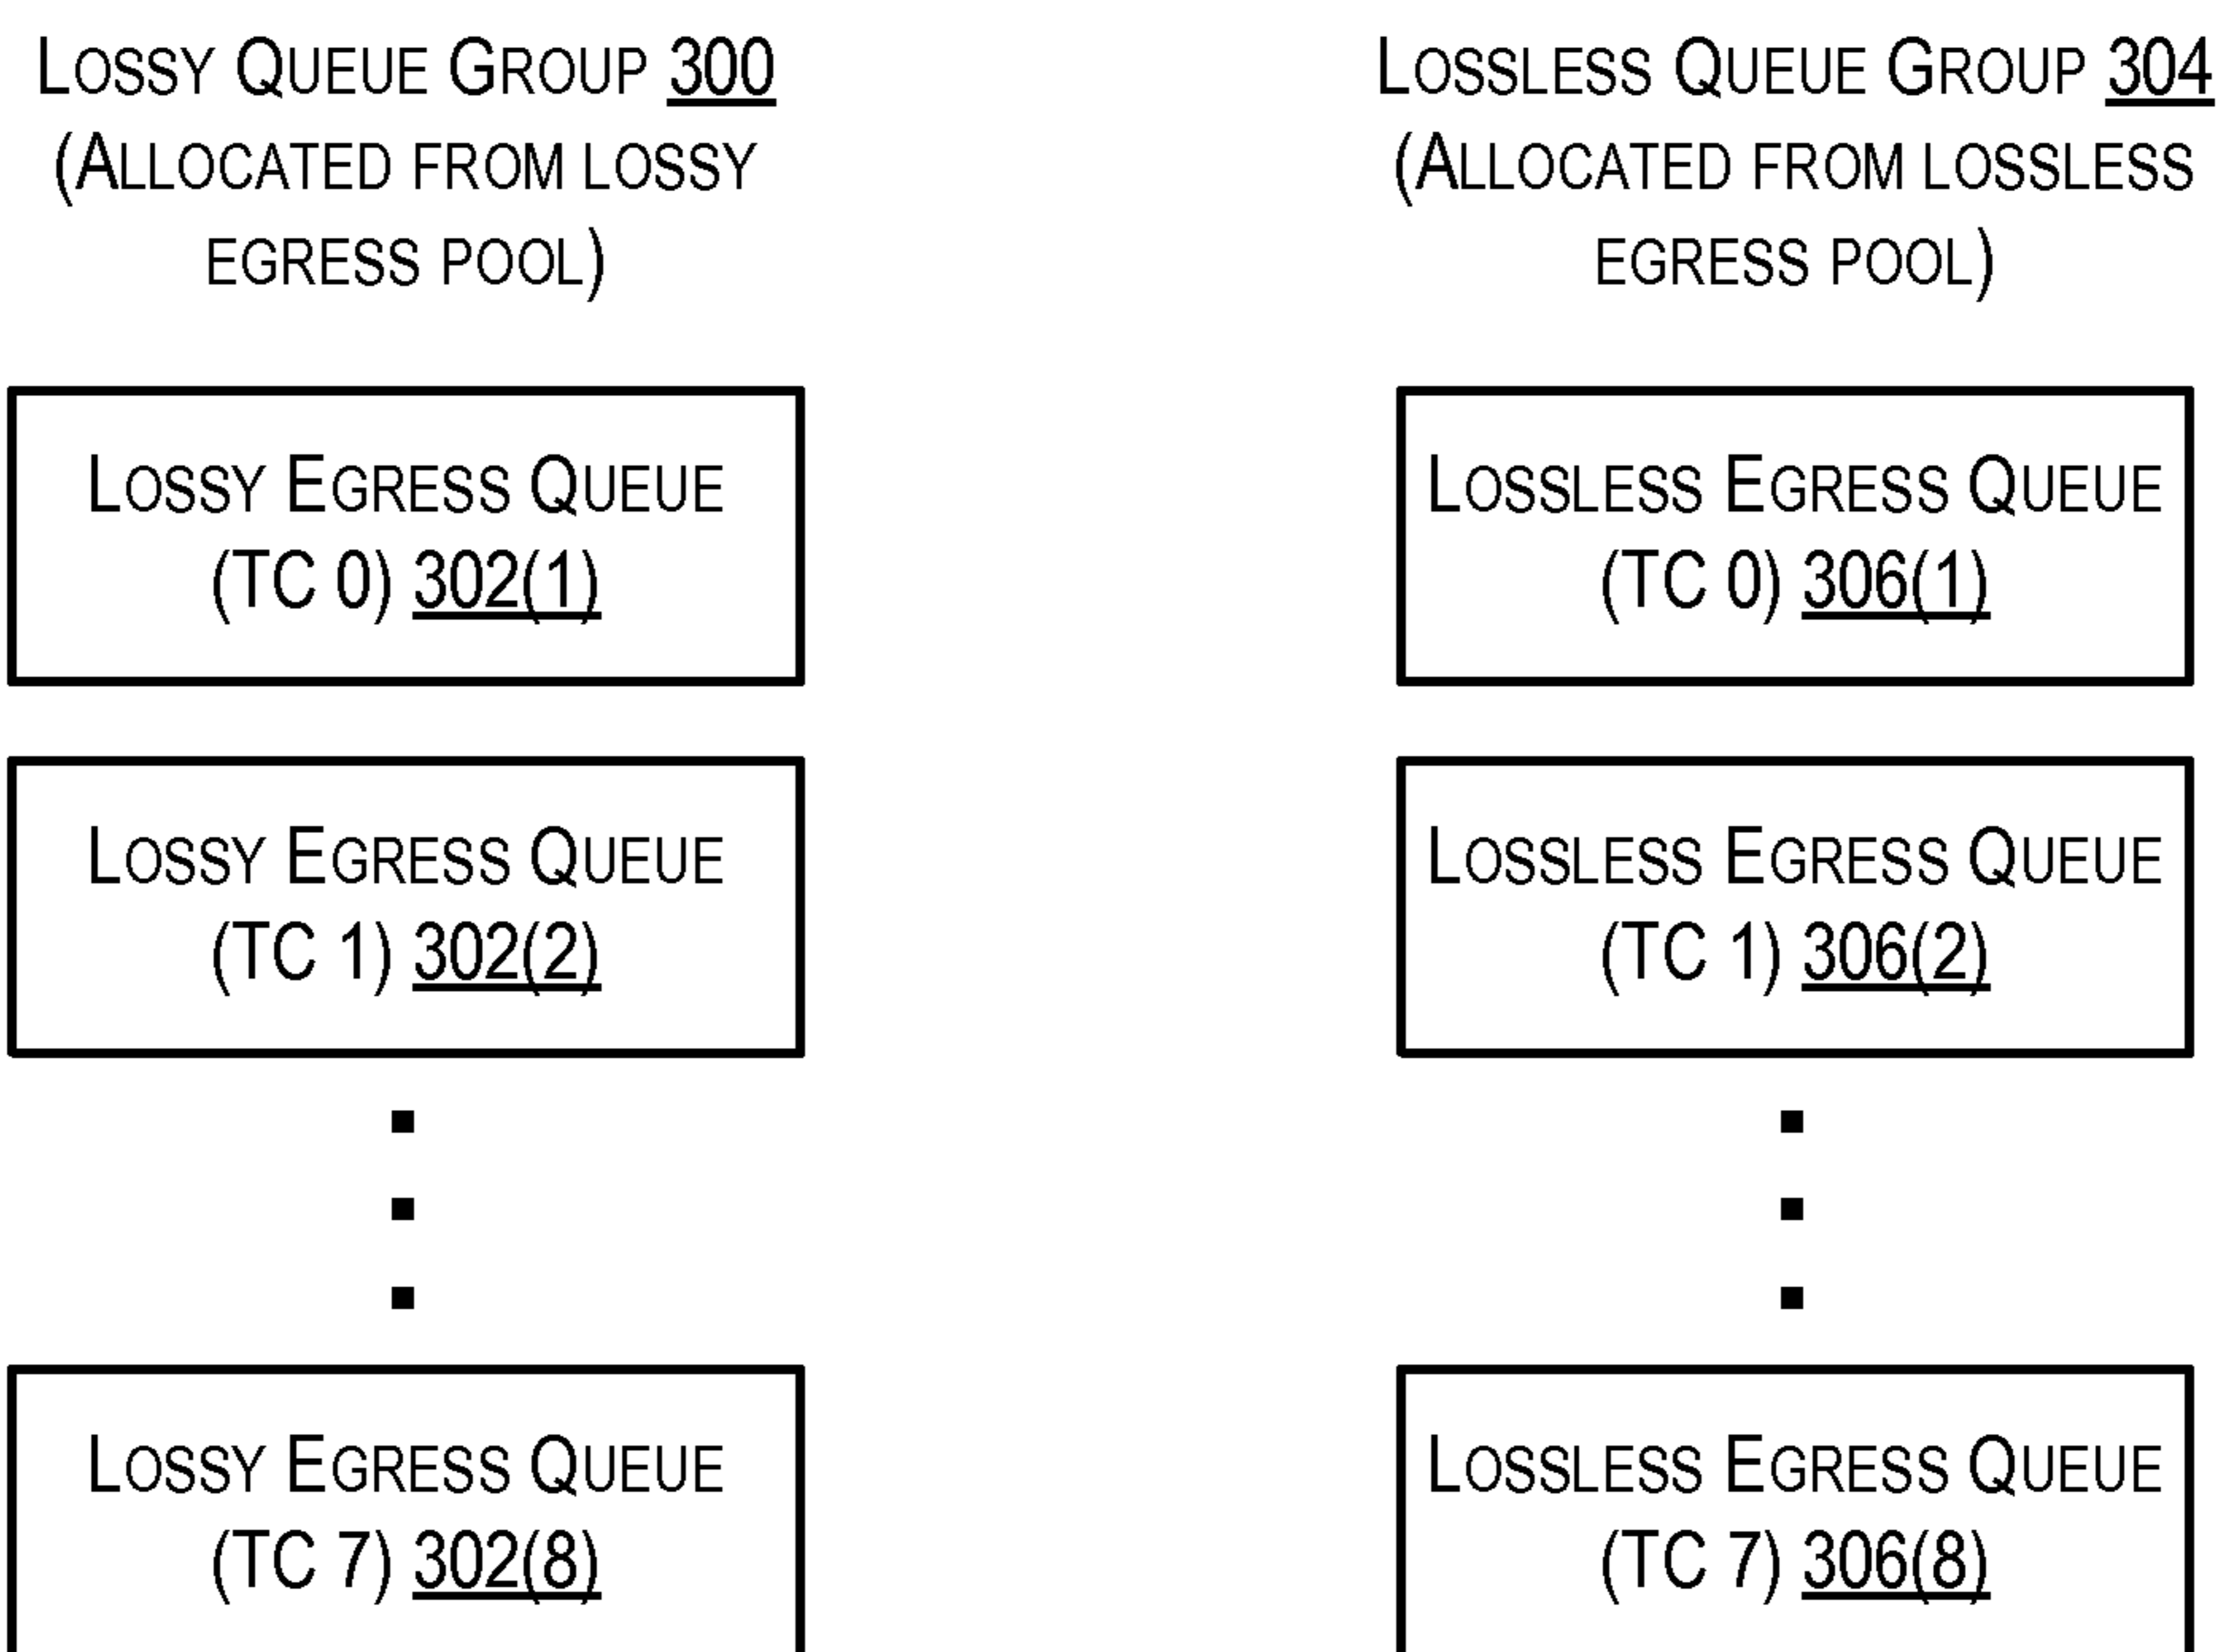 LOSSY QUEUE GROUP 300
(ALLOCATED FROM LOSSY
EGRESS POOL)
LOSSY EGRESS QUEUE
(TC 0) 302(1)
LOSSY EGRESS QUEUE
(TC 1) 302(2)
LOSSY EGRESS QUEUE
(TC 7) 302(8)
LOSSLESS QUEUE GROUP 304
(ALLOCATED FROM LOSSLESS
EGRESS POOL)
LOSSLESS EGRESS QUEUE
(TC 0) 306(1)
LOSSLESS EGRESS QUEUE
(TC 1) 306(2)
LOSSLESS EGRESS QUEUE
(TC 7) 306(8)